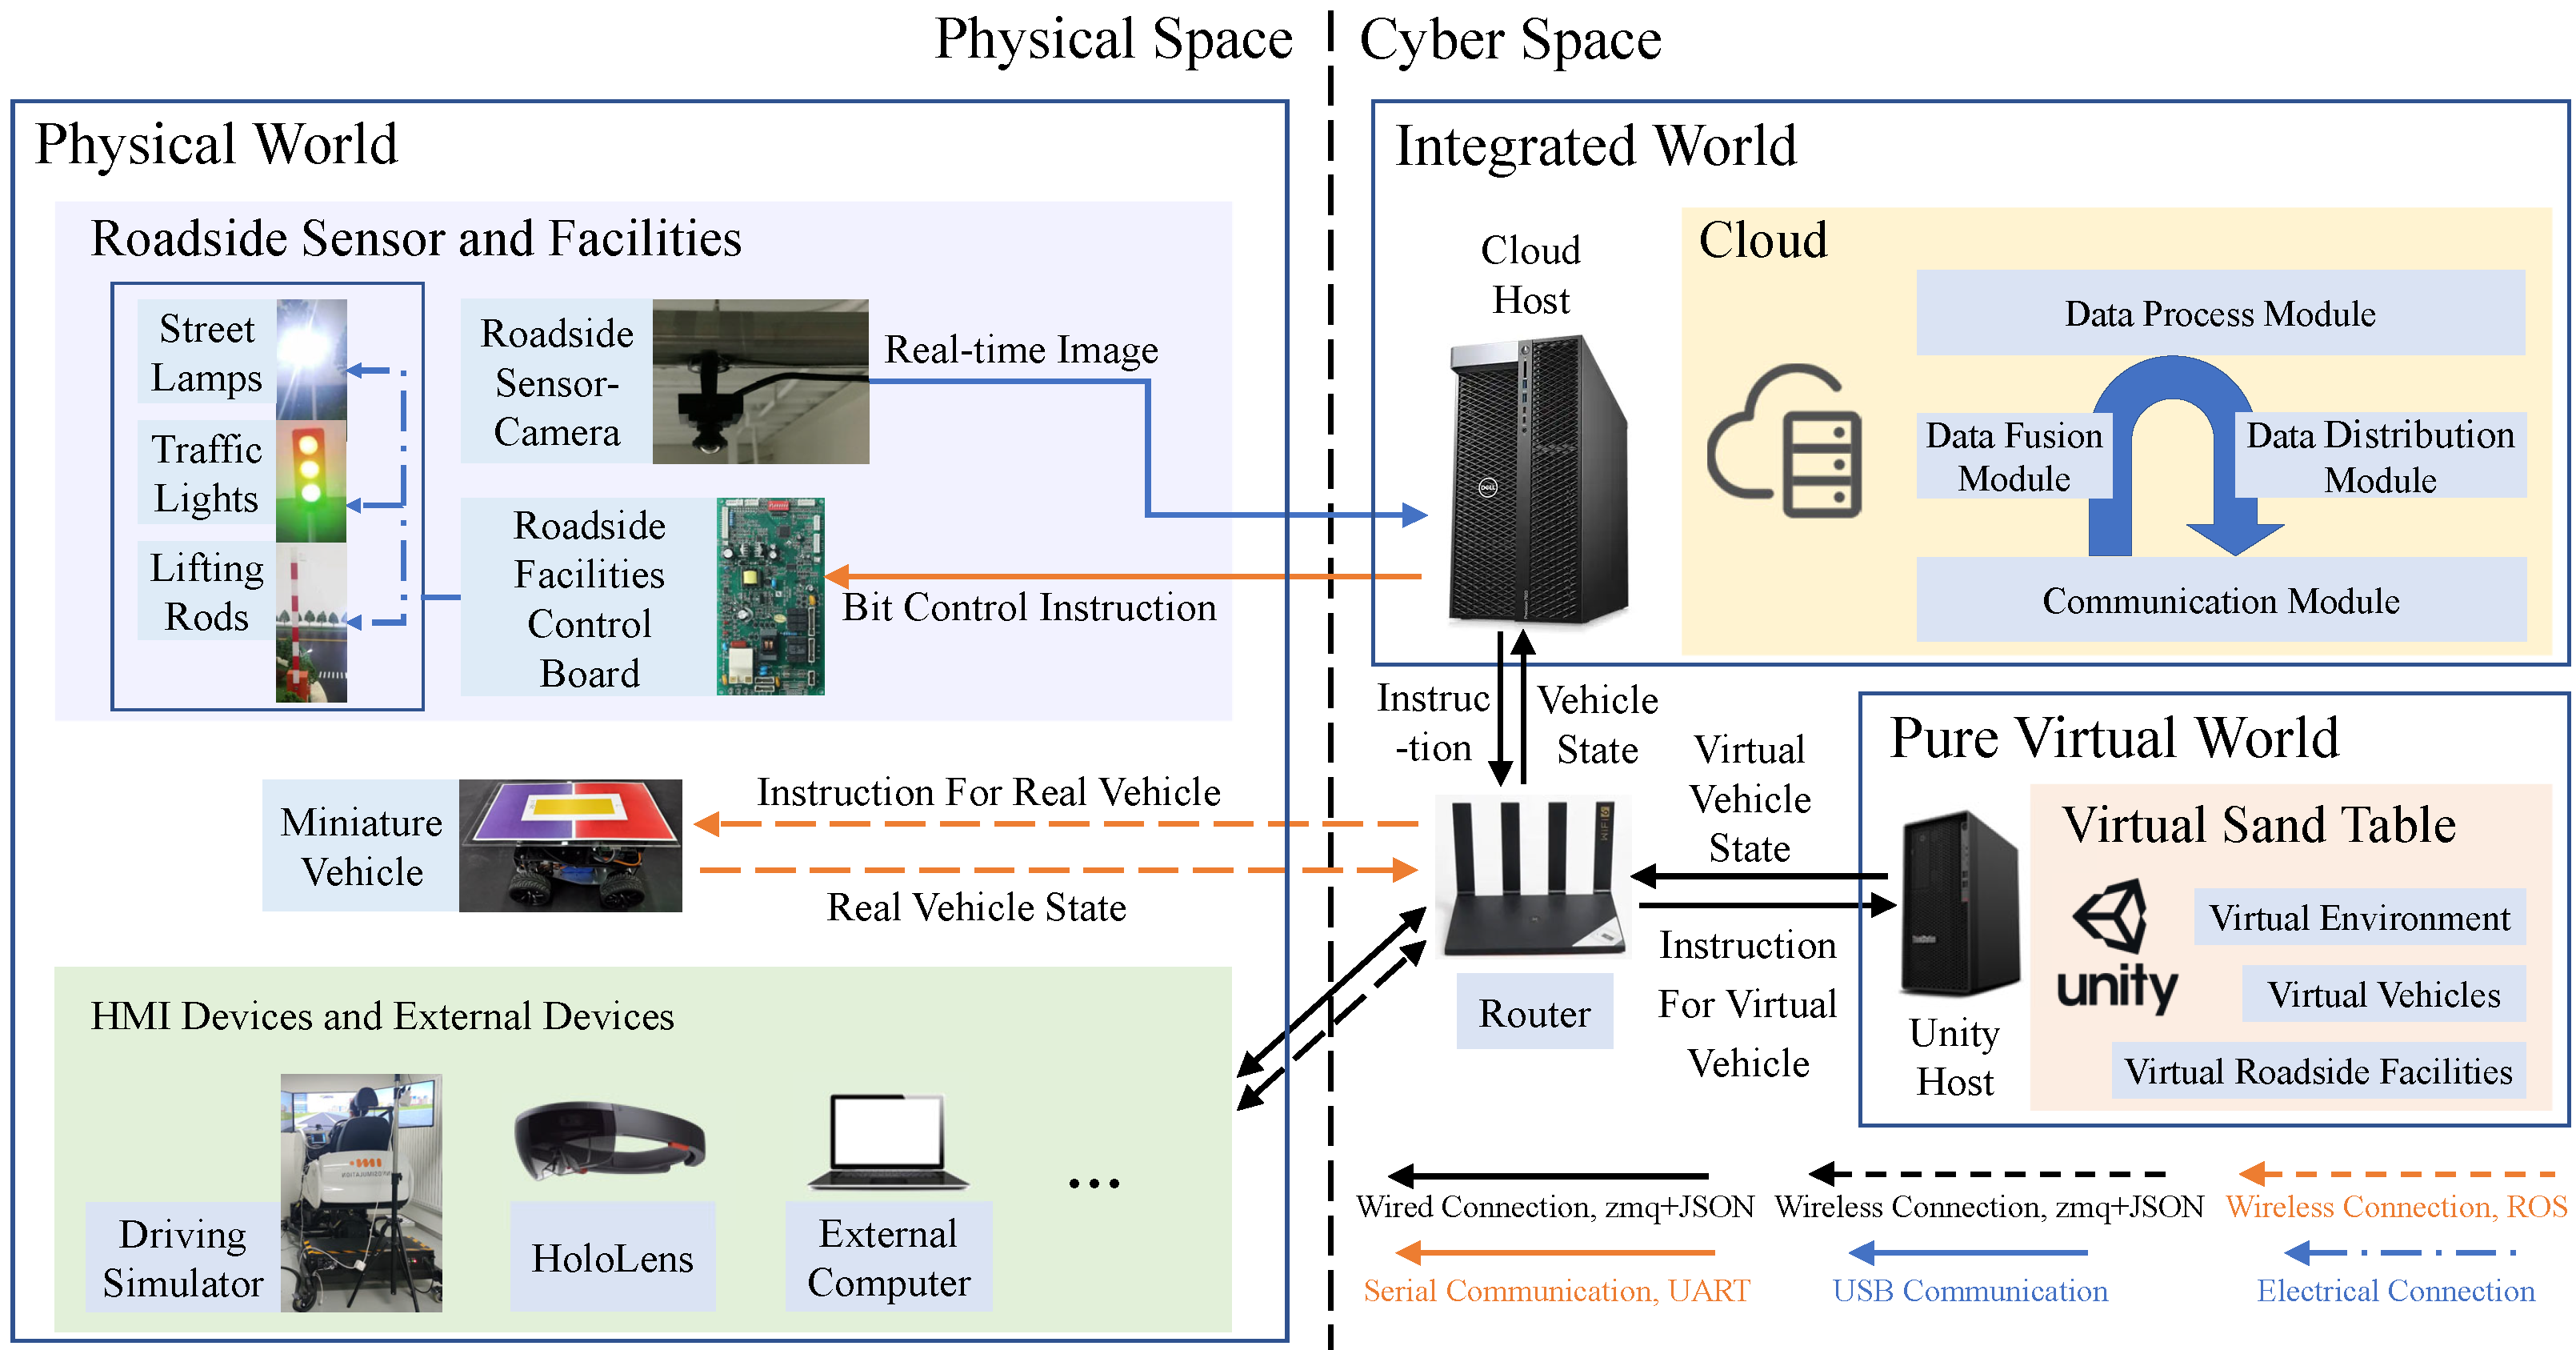 Physical Space
Cyber Space
Physical World
Roadside Sensor and Facilities
Street
Lamps
Traffic
Lights
Lifting
Rods
Roadside
Sensor-
Camera
Real-time Image
Roadside
Facilities
Control
Board
Bit Control Instruction
Miniature
Vehicle
Instruction For Real Vehicle
Real Vehicle State
HMI Devices and External Devices
Driving
Simulator
HoloLens
External
Computer
...
Integrated World
Cloud
Host
DELL
Cloud
Data Process Module
Data Fusion
Module
Data Distribution
Module
Communication Module
Instruc
-tion
Vehicle
State
Virtual
Vehicle
State
Router
Instruction
For Virtual
Vehicle
Pure Virtual World
Unity
Host
Virtual Sand Table
unity
Virtual Environment
Virtual Vehicles
Virtual Roadside Facilities
Wired Connection, zmq+JSON
Wireless Connection, zmq+JSON
Wireless Connection, ROS
Serial Communication, UART
USB Communication
Electrical Connection